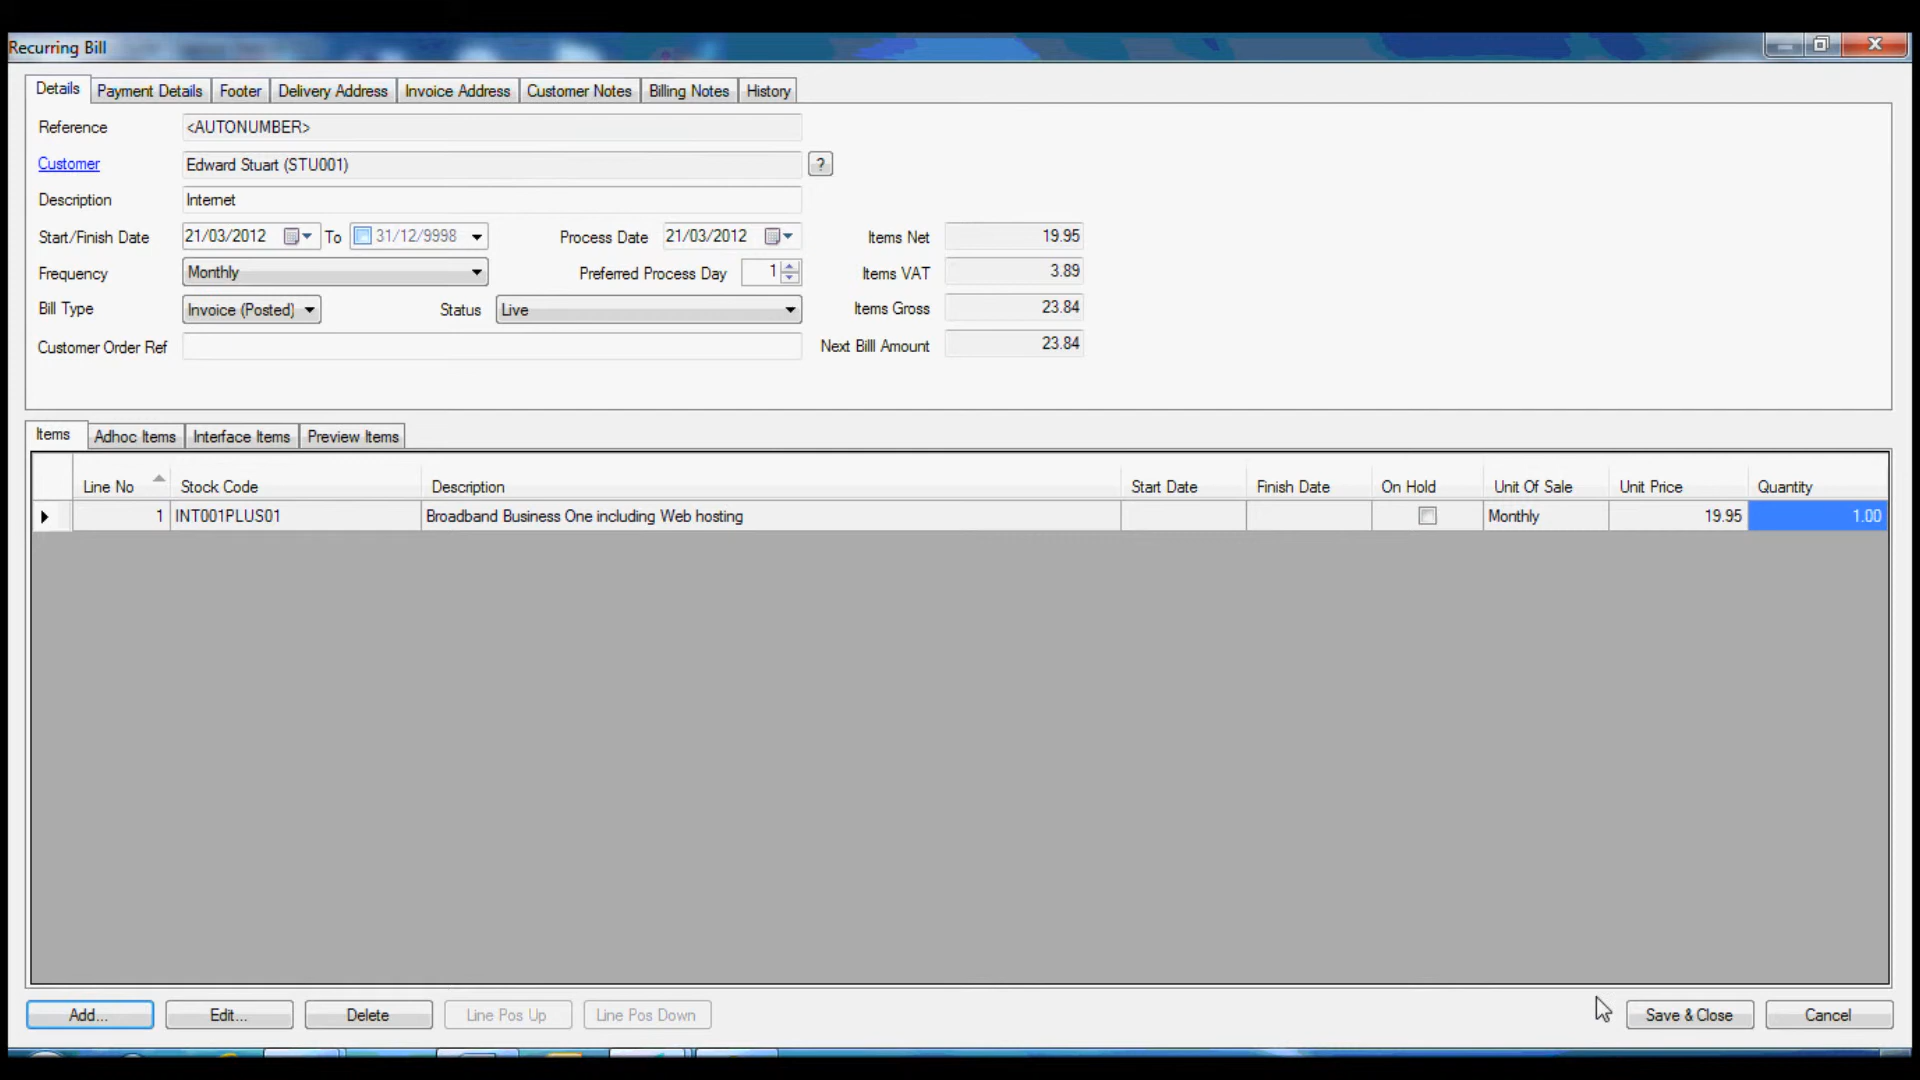 Recurring Bill
Details Payment Details Footer Delivery Address Invoice Address Customer Notes Billing Notes History
Reference <AUTONUMBER>
Customer Edward Stuart (STU001) ?
Description Internet
Start/Finish Date 21/03/2012 To 31/12/9998 Process Date 21/03/2012 Items Net 19.95
Frequency Monthly Preferred Process Day 1 Items VAT 3.89
Bill Type Invoice (Posted) Status Live Items Gross 23.84
Customer Order Ref Next Billl Amount 23.84
Items Adhoc Items Interface Items Preview Items
Line No Stock Code Description Start Date Finish Date On Hold Unit Of Sale Unit Price Quantity
1 INT001PLUS01 Broadband Business One including Web hosting Monthly 19.95 1.00
Add... Edit... Delete Line Pos Up Line Pos Down Save & Close Cancel